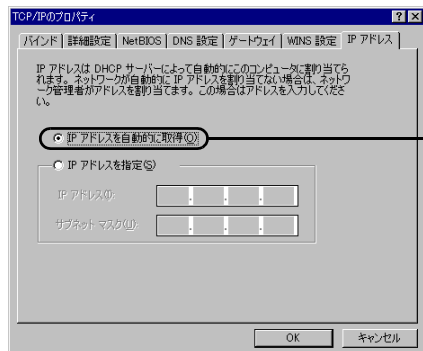 TCP/IPのプロパティ
バインド 詳細設定 NetBIOS DNS 設定 ゲートウェイ WINS 設定 IP アドレス
IP アドレスは DHCP サーバーによって自動的にこのコンピュータに割り当てら
れます。ネットワークが自動的に IP アドレスを割り当てない場合は、ネットワ
ーク管理者がアドレスを割り当てます。この場合はアドレスを入力してくださ
い。
IP アドレスを自動的に取得(O)
IP アドレスを指定(S)
IP アドレス(I):
サブネット マスク(U):
OK キャンセル